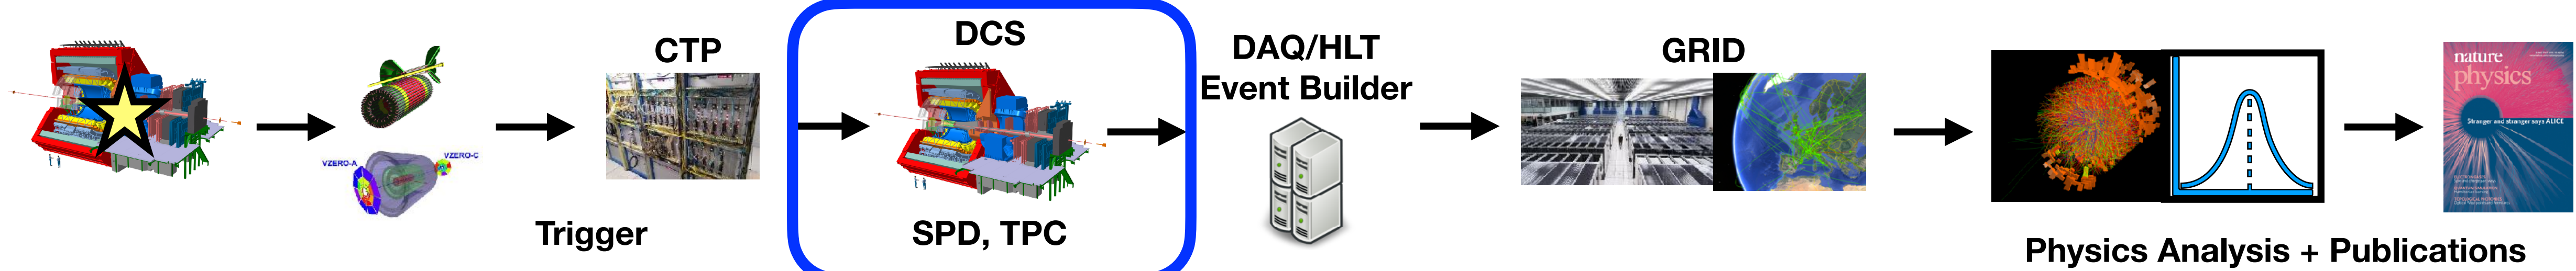 VZERO-A
VZERO-C
CTP
Trigger
DCS
SPD, TPC
DAQ/HLT
Event Builder
GRID
nature
physics
Stranger and stranger says ALICE
Physics Analysis + Publications